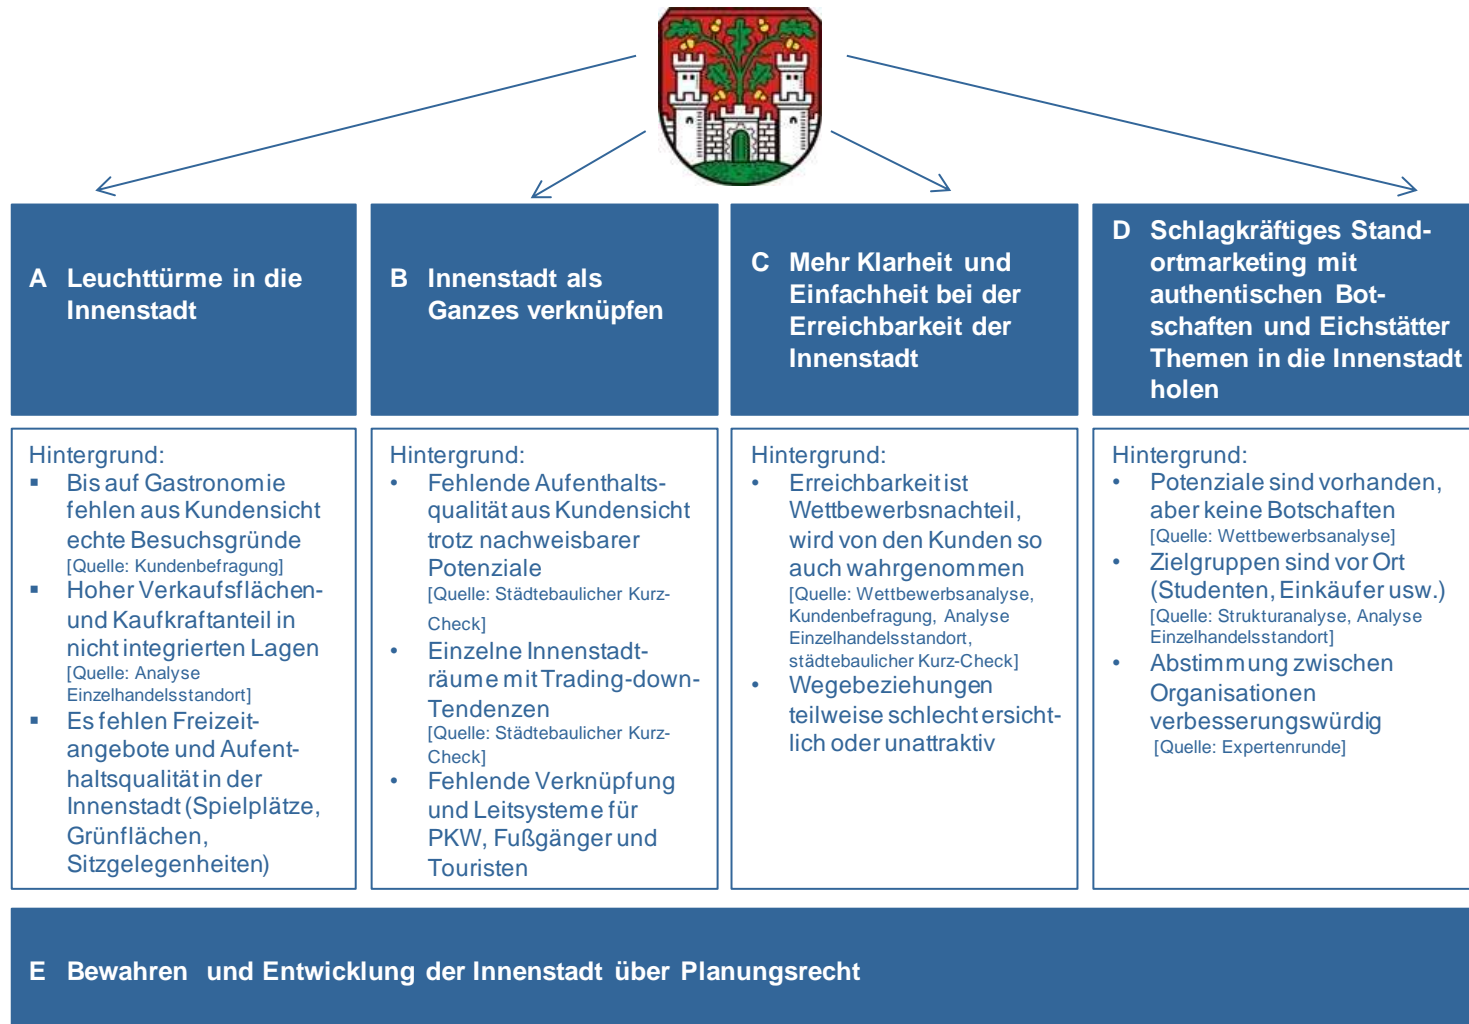 A Leuchttürme in die
Innenstadt
B Innenstadt als
Ganzes verknüpfen
C Mehr Klarheit und
Einfachheit bei der
Erreichbarkeit der
Innenstadt
D Schlagkräftiges Stand-
ortmarketing mit
authentischen Bot-
schaften und Eichstätter
Themen in die Innenstadt
holen
Hintergrund:
▪ Bis auf Gastronomie
fehlen aus Kundensicht
echte Besuchsgründe
[Quelle: Kundenbefragung]
▪ Hoher Verkaufsflächen-
und Kaufkraftanteil in
nicht integrierten Lagen
[Quelle: Analyse
Einzelhandelsstandort]
▪ Es fehlen Freizeit-
angebote und Aufent-
haltsqualität in der
Innenstadt (Spielplätze,
Grünflächen,
Sitzgelegenheiten)
Hintergrund:
• Fehlende Aufenthalts-
qualität aus Kundensicht
trotz nachweisbarer
Potenziale
[Quelle: Städtebaulicher Kurz-
Check]
• Einzelne Innenstadt-
räume mit Trading-down-
Tendenzen
[Quelle: Städtebaulicher Kurz-
Check]
• Fehlende Verknüpfung
und Leitsysteme für
PKW, Fußgänger und
Touristen
Hintergrund:
• Erreichbarkeit ist
Wettbewerbsnachteil,
wird von den Kunden so
auch wahrgenommen
[Quelle: Wettbewerbsanalyse,
Kundenbefragung, Analyse
Einzelhandelsstandort,
städtebaulicher Kurz-Check]
• Wegebeziehungen
teilweise schlecht ersicht-
lich oder unattraktiv
Hintergrund:
• Potenziale sind vorhanden,
aber keine Botschaften
[Quelle: Wettbewerbsanalyse]
• Zielgruppen sind vor Ort
(Studenten, Einkäufer usw.)
[Quelle: Strukturanalyse, Analyse
Einzelhandelsstandort]
• Abstimmung zwischen
Organisationen
verbesserungswürdig
[Quelle: Expertenrunde]
E Bewahren und Entwicklung der Innenstadt über Planungsrecht